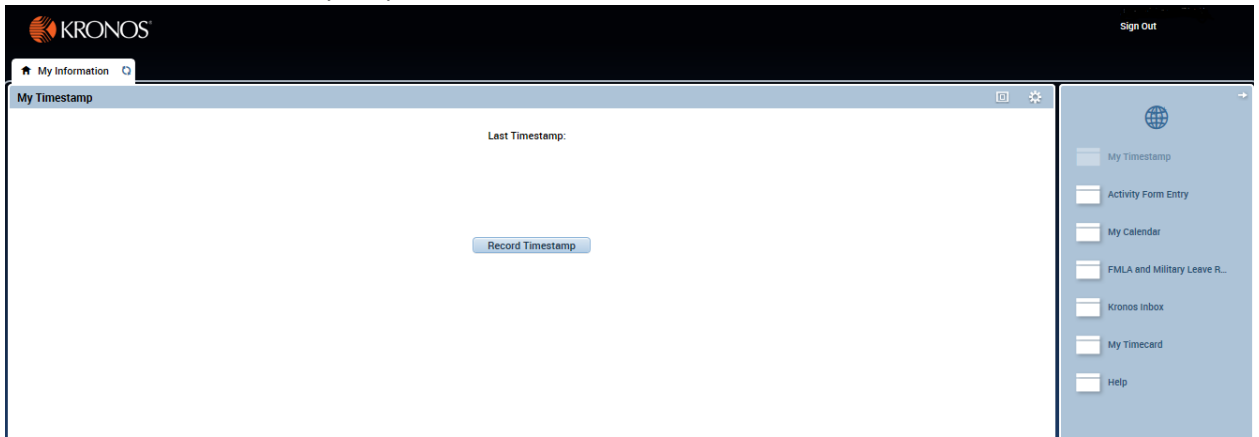 KRONOS
Sign Out
My Information
My Timestamp
Last Timestamp:
Record Timestamp
My Timestamp
Activity Form Entry
My Calendar
FMLA and Military Leave R...
Kronos Inbox
My Timecard
Help